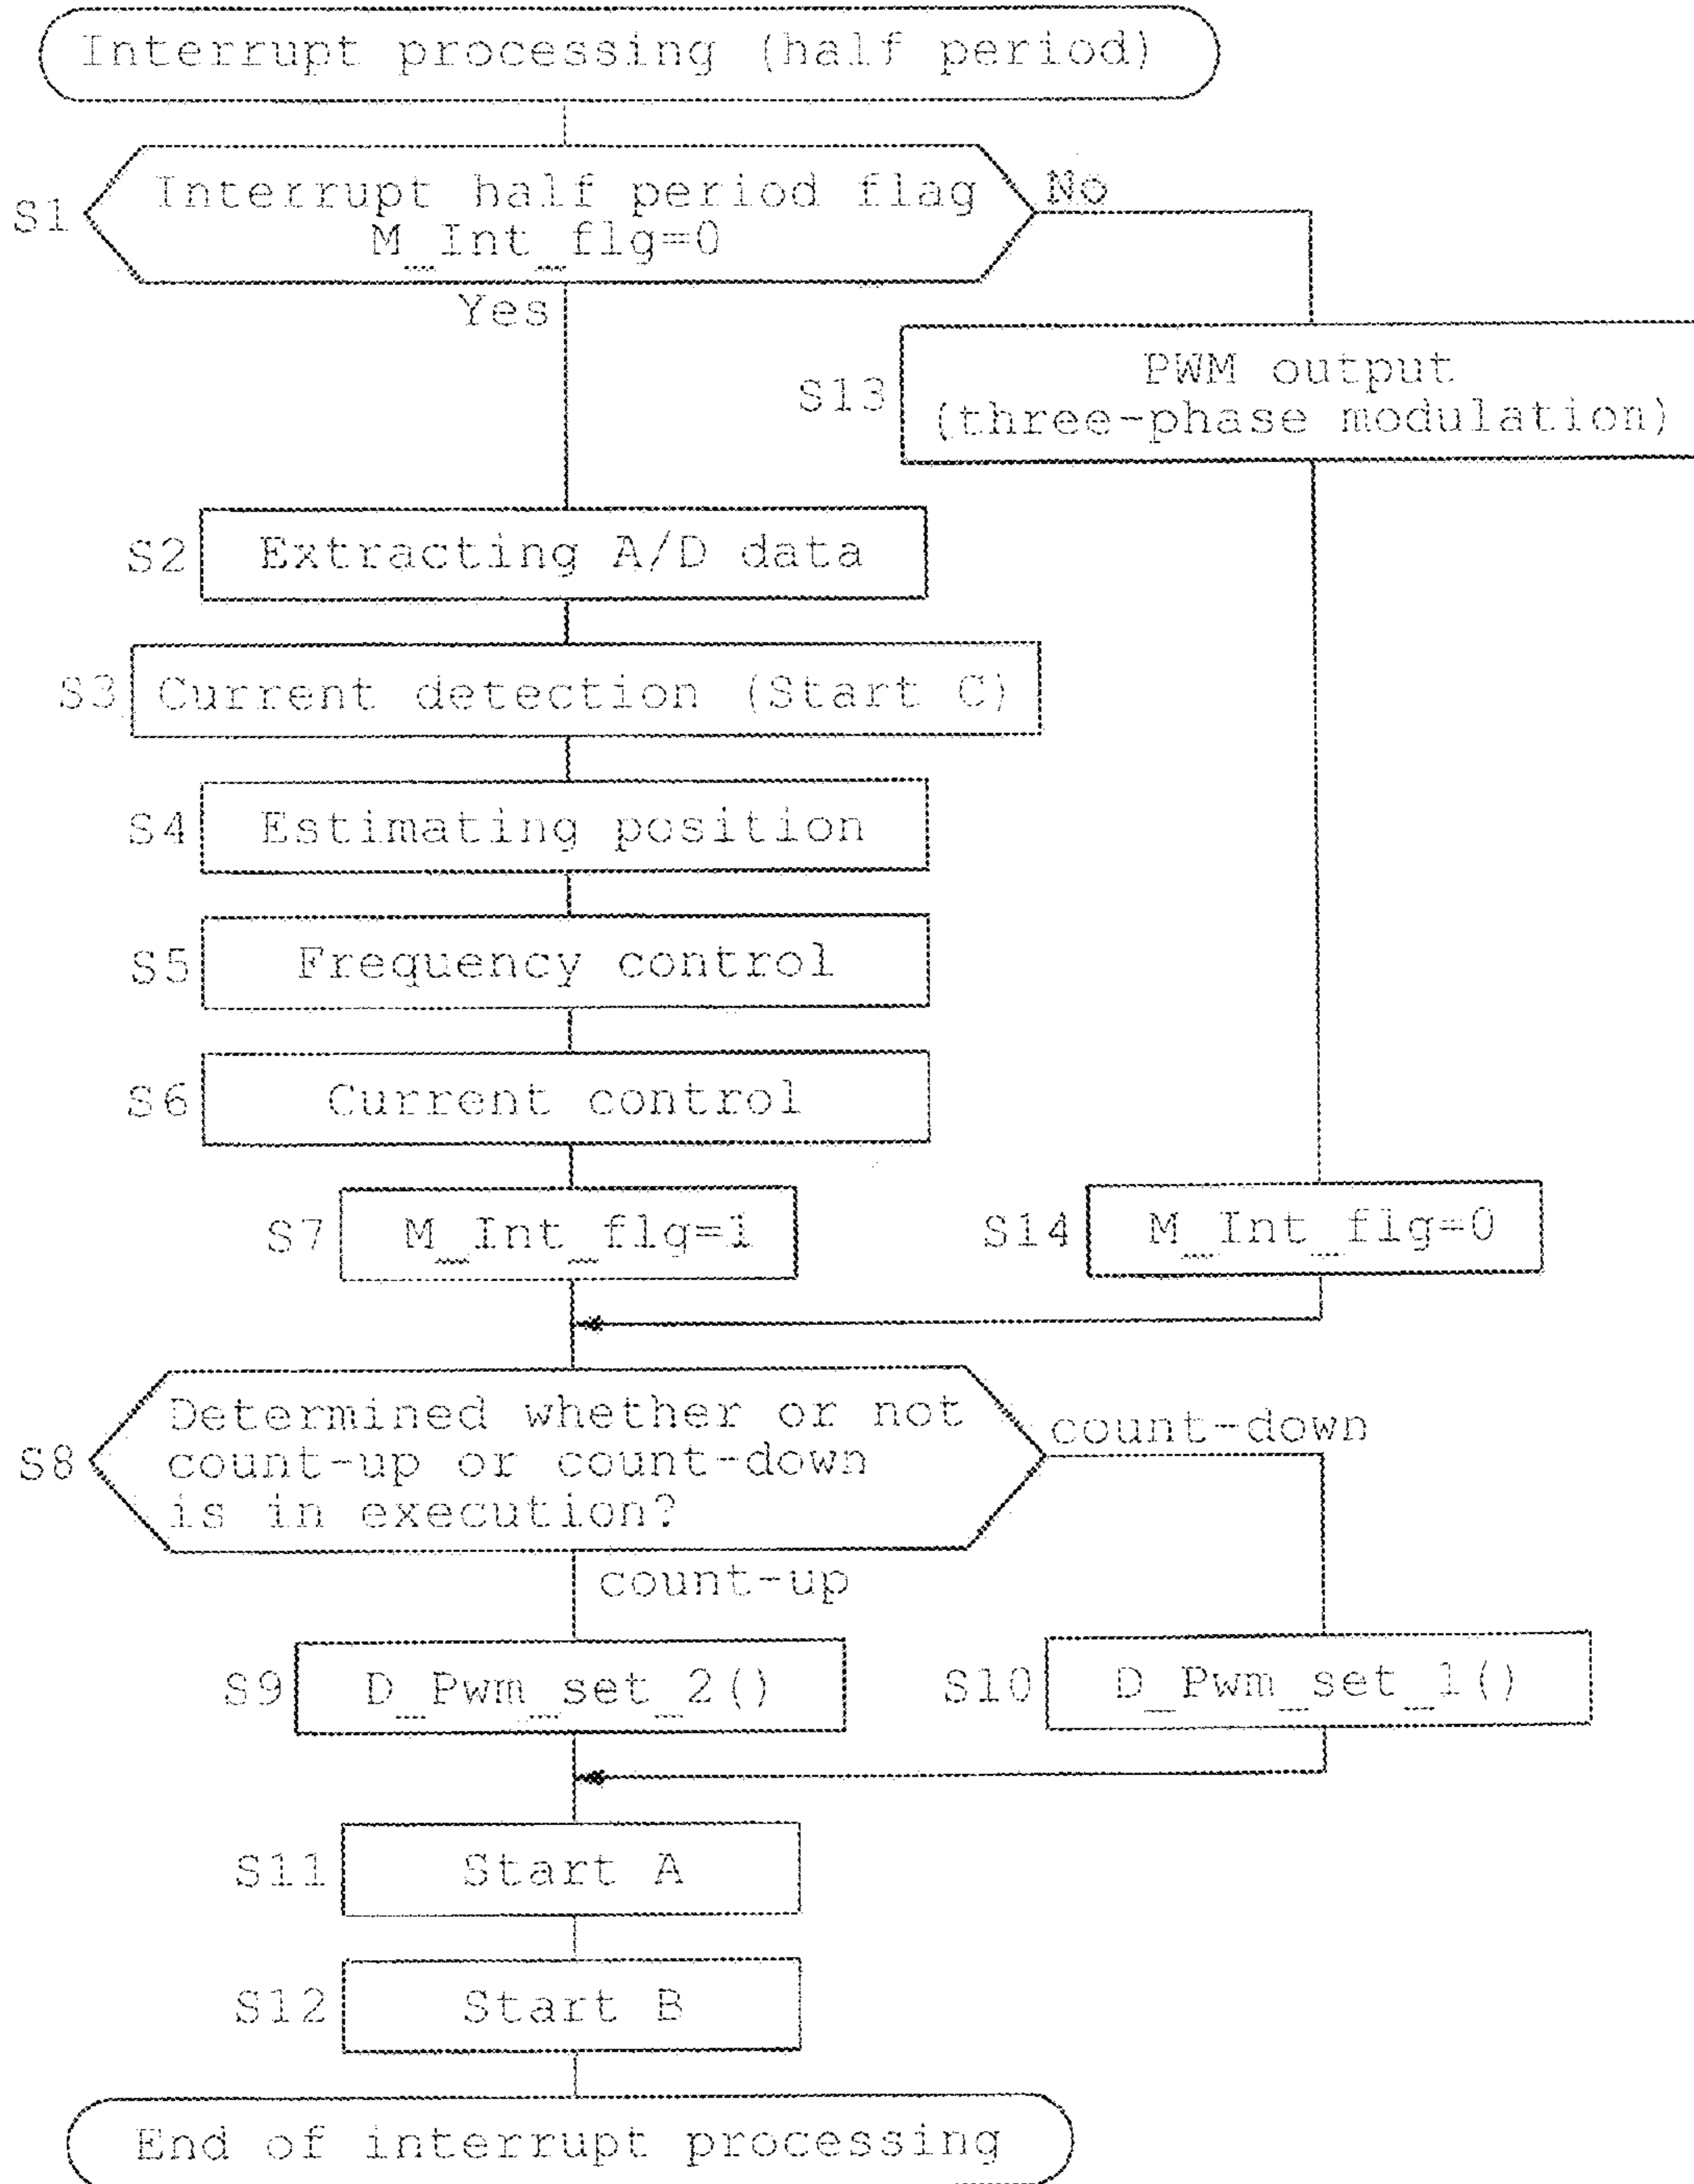 Interrupt processing (half period)
S1
Interrupt half period flag
M_Int_flg=0
No
Yes
S13
PWM output
(three-phase modulation)
S2
Extracting A/D data
S3
Current detection (Start C)
S4
Estimating position
S5
Frequency control
S6
Current control
S7
M_Int_flg=1
S14
M_Int_flg=0
S8
Determined whether or not
count-up or count-down
is in execution?
count-down
count-up
S9
D_Pwm_set_2()
S10
D_Pwm_set_1()
S11
Start A
S12
Start B
End of interrupt processing